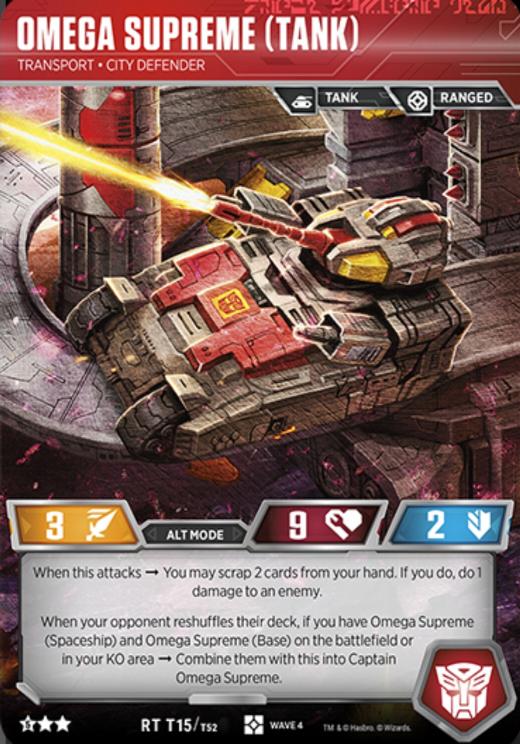 OMEGA SUPREME (TANK)
TRANSPORT • CITY DEFENDER
TANK
RANGED
3
ALT MODE
9
2
When this attacks → You may scrap 2 cards from your hand. If you do, do 1
damage to an enemy.
When your opponent reshuffles their deck, if you have Omega Supreme
(Spaceship) and Omega Supreme (Base) on the battlefield or
in your KO area → Combine them with this into Captain
Omega Supreme.
RT T15/T52
WAVE 4
TM & © Hasbro. © Wizards.